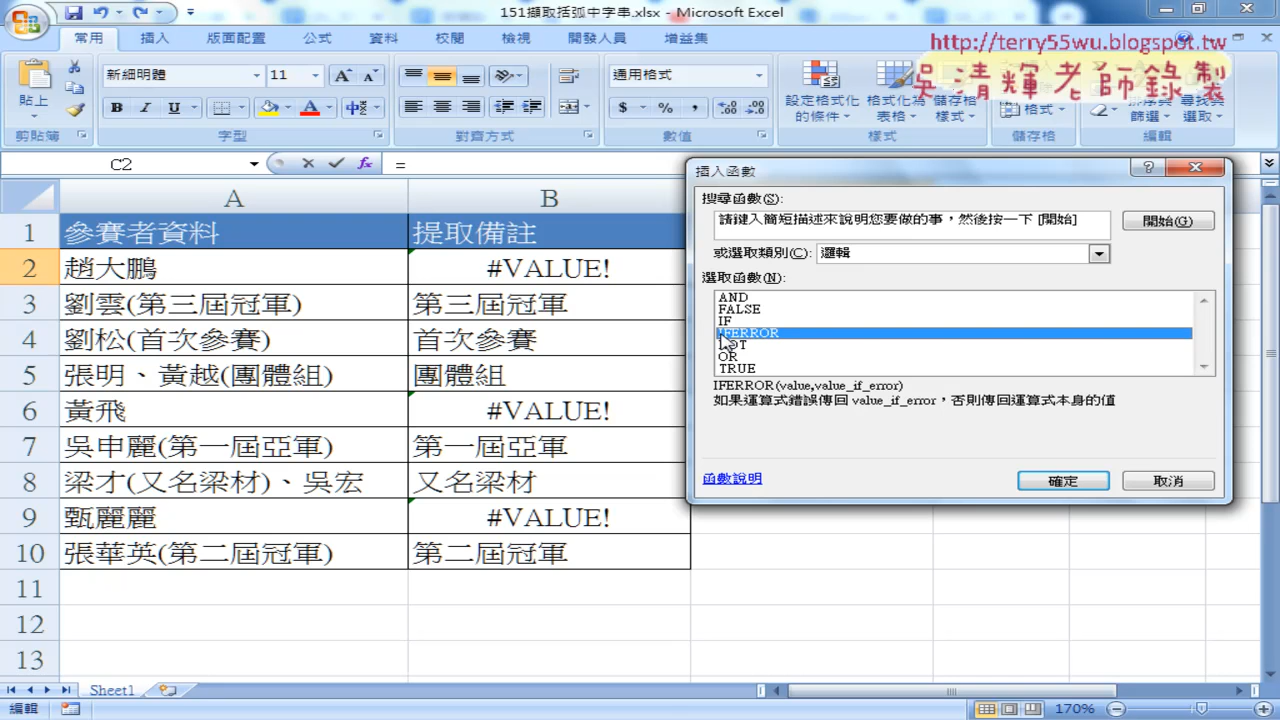 151擷取括弧中字串.xlsx - Microsoft Excel
常用 插入 版面配置 公式 資料 校閱 檢視 開發人員 增益集
http://terry55wu.blogspot.tw
吳清輝老師錄製
新細明體 11 通用格式
貼上
設定格式化的條件 格式化為表格 儲存格樣式
格式
篩選 選取
剪貼簿 字型 對齊方式 數值 樣式 儲存格 編輯
C2 =
A B
1 參賽者資料 提取備註
2 趙大鵬 #VALUE!
3 劉雲(第三屆冠軍) 第三屆冠軍
4 劉松(首次參賽) 首次參賽
5 張明、黃越(團體組) 團體組
6 黃飛 #VALUE!
7 吳申麗(第一屆亞軍) 第一屆亞軍
8 梁才(又名梁材)、吳宏 又名梁材
9 甄麗麗 #VALUE!
10 張華英(第二屆冠軍) 第二屆冠軍
11
12
13
插入函數
搜尋函數(S):
請鍵入簡短描述來說明您要做的事，然後按一下 [開始]
開始(G)
或選取類別(C): 邏輯
選取函數(N):
AND
FALSE
IF
IFERROR
NOT
OR
TRUE
IFERROR(value,value_if_error)
如果運算式錯誤傳回 value_if_error，否則傳回運算式本身的值
函數說明
確定 取消
Sheet1
編輯 170%